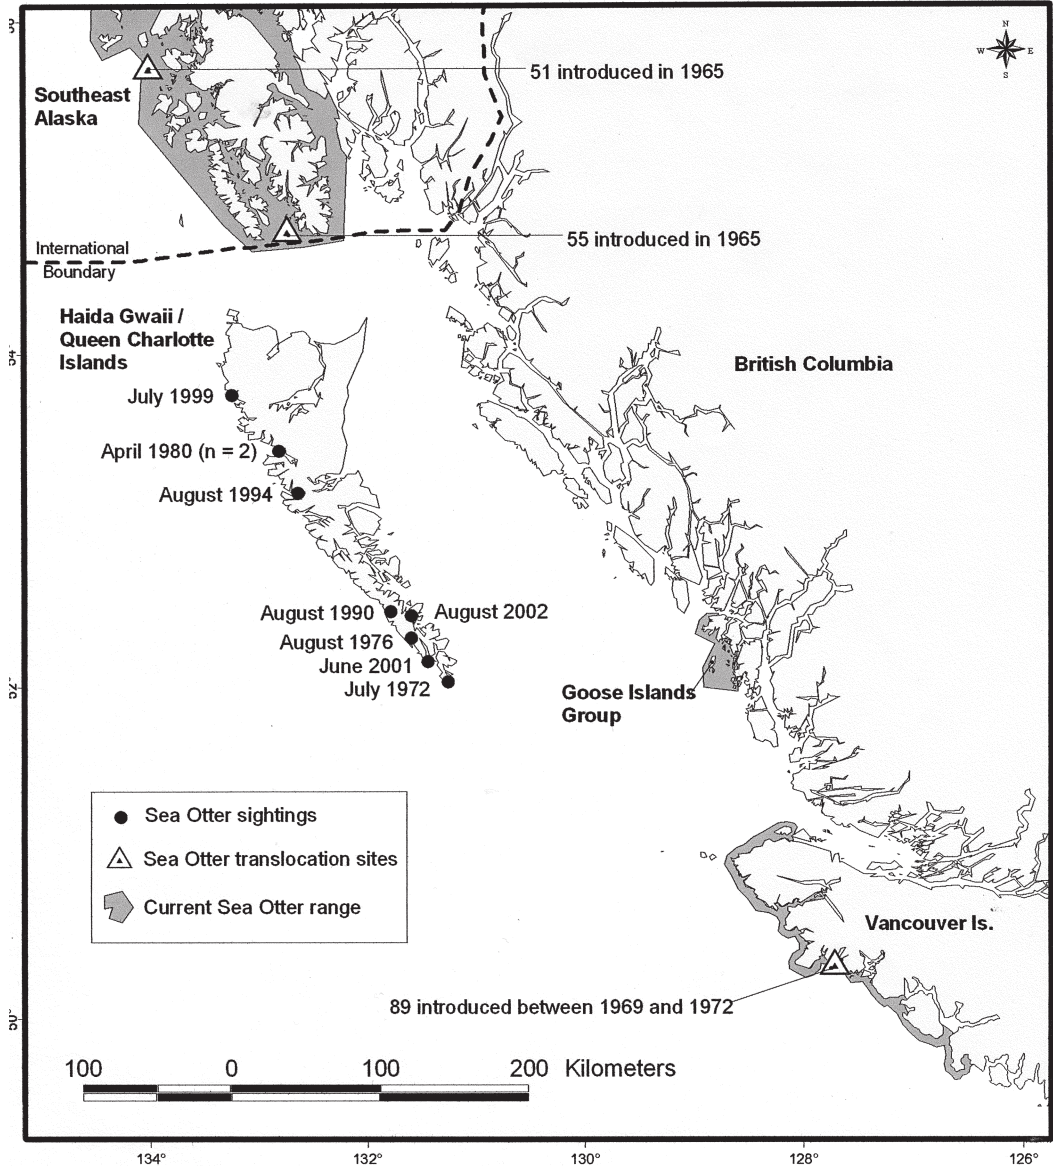 N
W E
S
51 introduced in 1965
Southeast
Alaska
55 introduced in 1965
International
Boundary
Haida Gwaii /
Queen Charlotte
Islands
54°
British Columbia
July 1999
April 1980 (n = 2)
August 1994
August 1990
August 2002
August 1976
June 2001
July 1972
52°
Goose Islands
Group
Sea Otter sightings
Sea Otter translocation sites
Current Sea Otter range
Vancouver Is.
89 introduced between 1969 and 1972
50°
100 0 100 200 Kilometers
134° 132° 130° 128° 126°